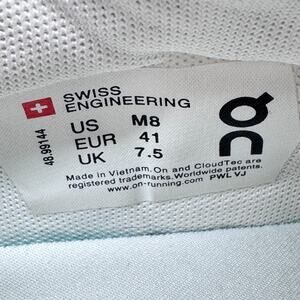 SWISS
ENGINEERING
US M8
EUR 41
UK 7.5
48.99144
Made in Vietnam. On and CloudTec are
registered trademarks. Worldwide patents.
www.on-running.com PWL VJ